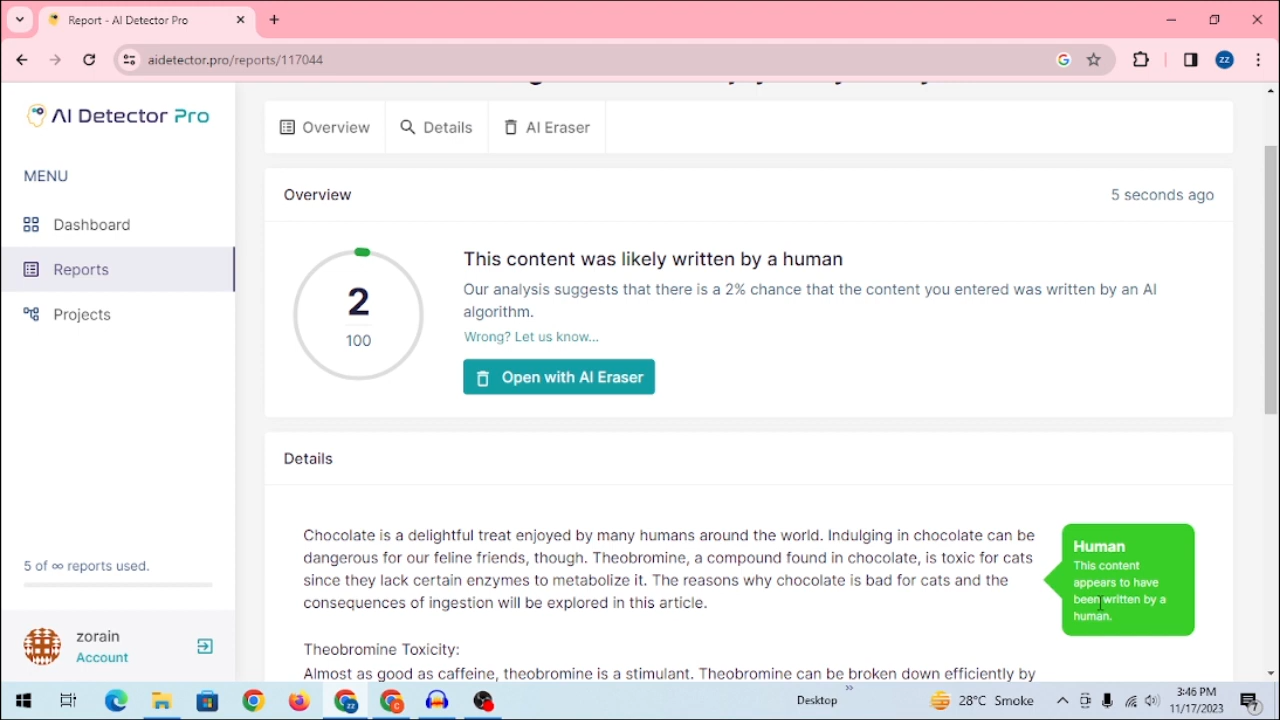 Report - AI Detector Pro
aidetector.pro/reports/117044
ZZ
AI Detector Pro
MENU
Dashboard
Reports
Projects
5 of ∞ reports used.
zorain
Account
Overview
Details
AI Eraser
Overview
5 seconds ago
2
100
This content was likely written by a human
Our analysis suggests that there is a 2% chance that the content you entered was written by an AI
algorithm.
Wrong? Let us know...
Open with AI Eraser
Details
Chocolate is a delightful treat enjoyed by many humans around the world. Indulging in chocolate can be
dangerous for our feline friends, though. Theobromine, a compound found in chocolate, is toxic for cats
since they lack certain enzymes to metabolize it. The reasons why chocolate is bad for cats and the
consequences of ingestion will be explored in this article.
Theobromine Toxicity:
Almost as good as caffeine, theobromine is a stimulant. Theobromine can be broken down efficiently by
Human
This content
appears to have
been written by a
human.
Desktop
28°C Smoke
3:46 PM
11/17/2023
7